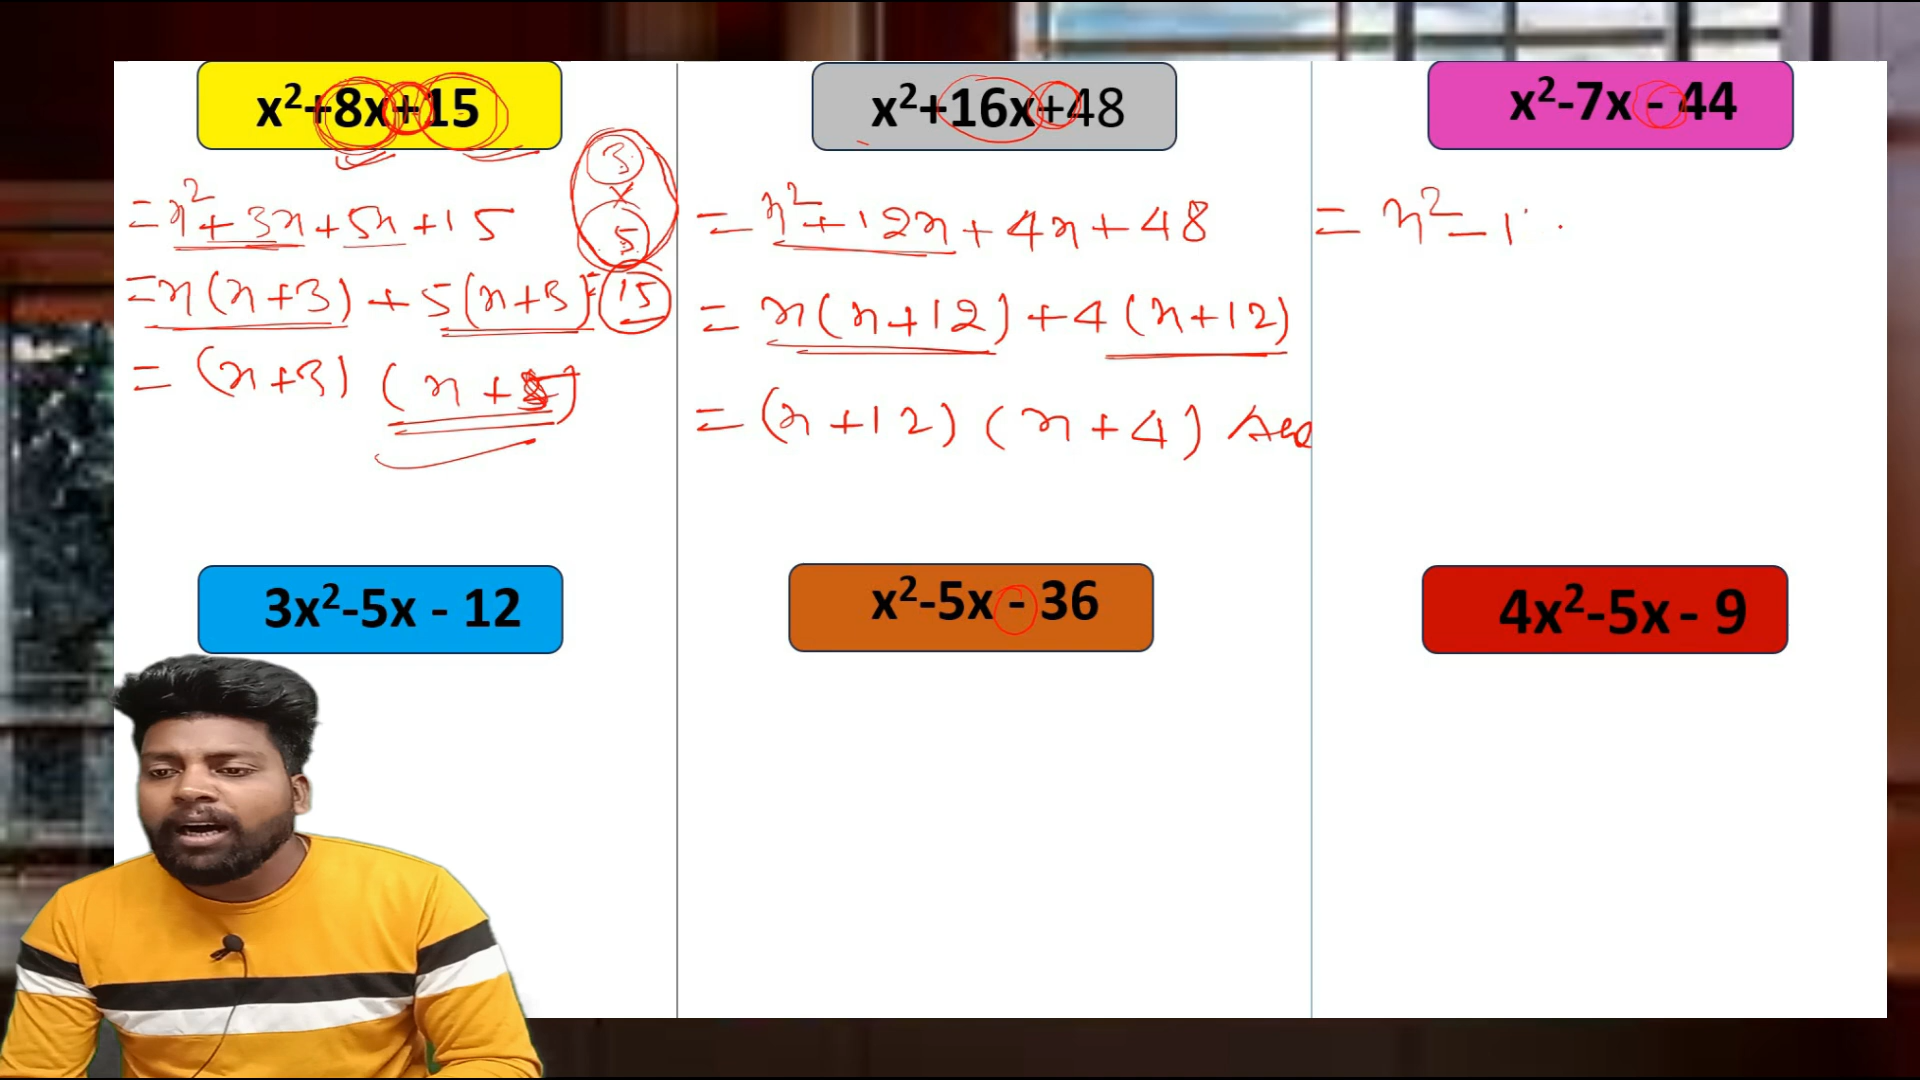 x²+8x+15
= x²+3x+5x+15
= x(x+3)+5(x+3)
= (x+3)(x+5)
3
×
5
=15
x²+16x+48
= x²+12x+4x+48
= x(x+12)+4(x+12)
= (x+12)(x+4)
x²-7x - 44
= x²-1
3x²-5x - 12
x²-5x - 36
4x²-5x - 9